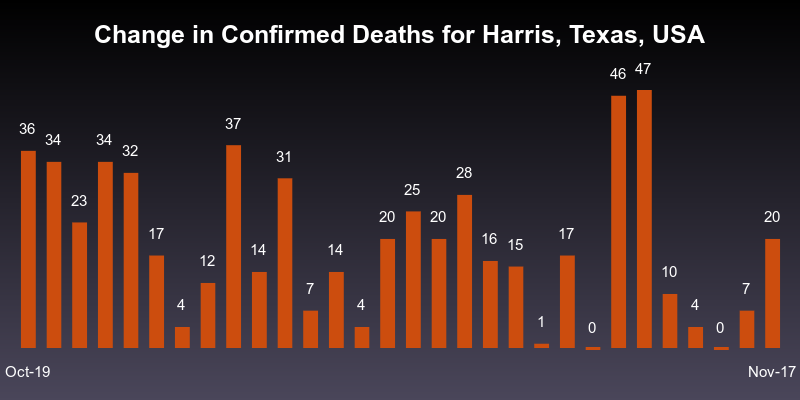 Change in Confirmed Deaths for Harris, Texas, USA
36 34 23 34 32 17 4 12 37 14 31 7 14 4 20 25 20 28 16 15 1 17 0 46 47 10 4 0 7 20
Oct-19 Nov-17